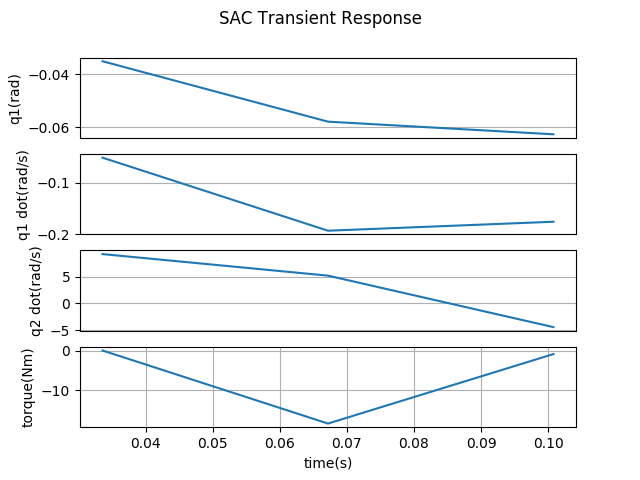 SAC Transient Response
q1(rad)
−0.04
−0.06
q1 dot(rad/s)
−0.1
−0.2
q2 dot(rad/s)
5
0
−5
torque(Nm)
0
−10
0.04 0.05 0.06 0.07 0.08 0.09 0.10
time(s)